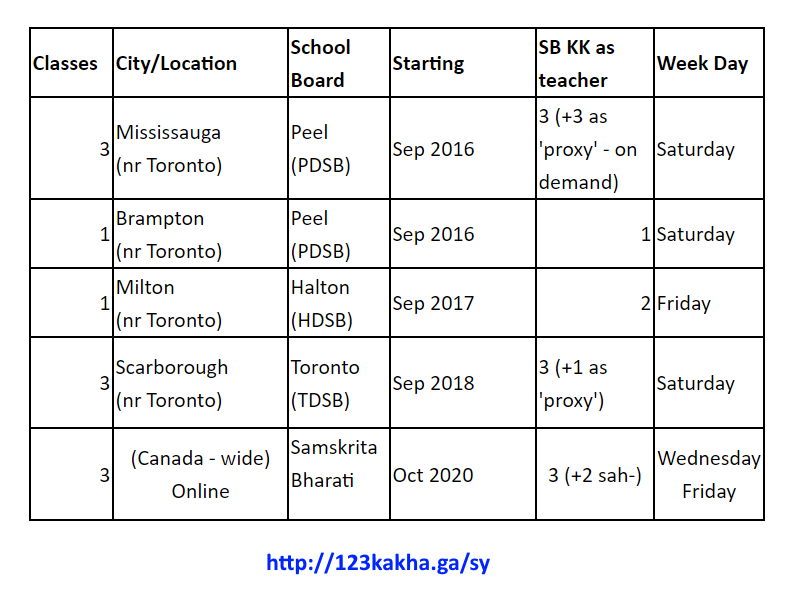 Classes City/Location School Board Starting SB KK as teacher Week Day
3 Mississauga (nr Toronto) Peel (PDSB) Sep 2016 3 (+3 as 'proxy' - on demand) Saturday
1 Brampton (nr Toronto) Peel (PDSB) Sep 2016 1 Saturday
1 Milton (nr Toronto) Halton (HDSB) Sep 2017 2 Friday
3 Scarborough (nr Toronto) Toronto (TDSB) Sep 2018 3 (+1 as 'proxy') Saturday
3 (Canada - wide) Online Samskrita Bharati Oct 2020 3 (+2 sah-) Wednesday Friday
http://123kakha.ga/sy